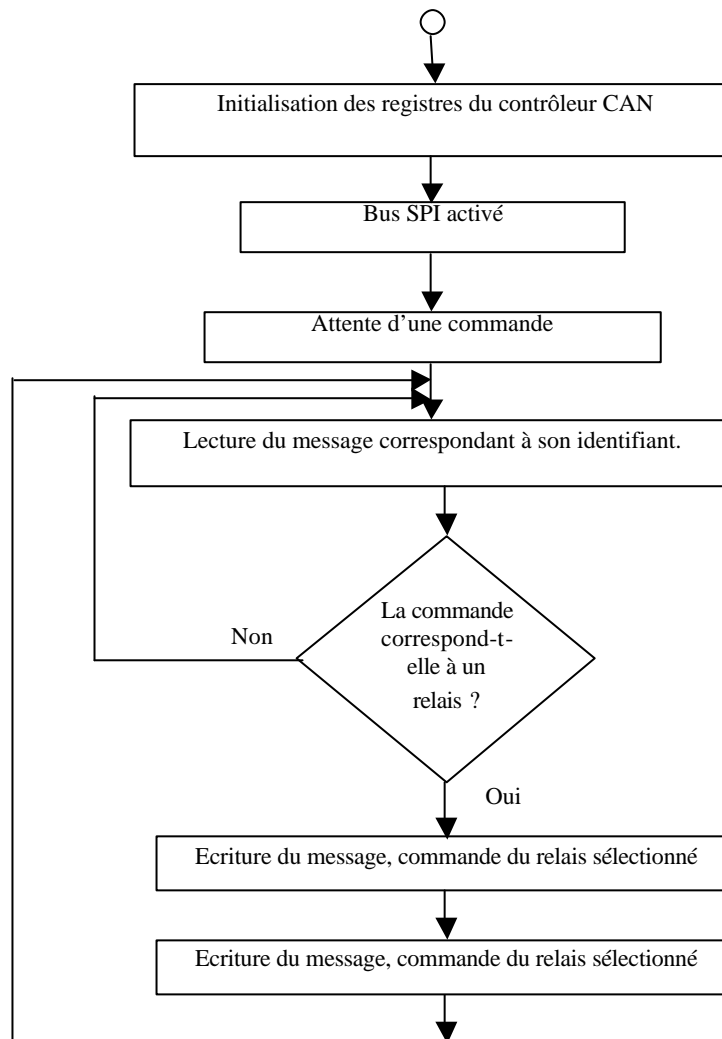 Initialisation des registres du contrôleur CAN
Bus SPI activé
Attente d’une commande
Lecture du message correspondant à son identifiant.
La commande
correspond-t-
elle à un
relais ?
Non
Oui
Ecriture du message, commande du relais sélectionné
Ecriture du message, commande du relais sélectionné